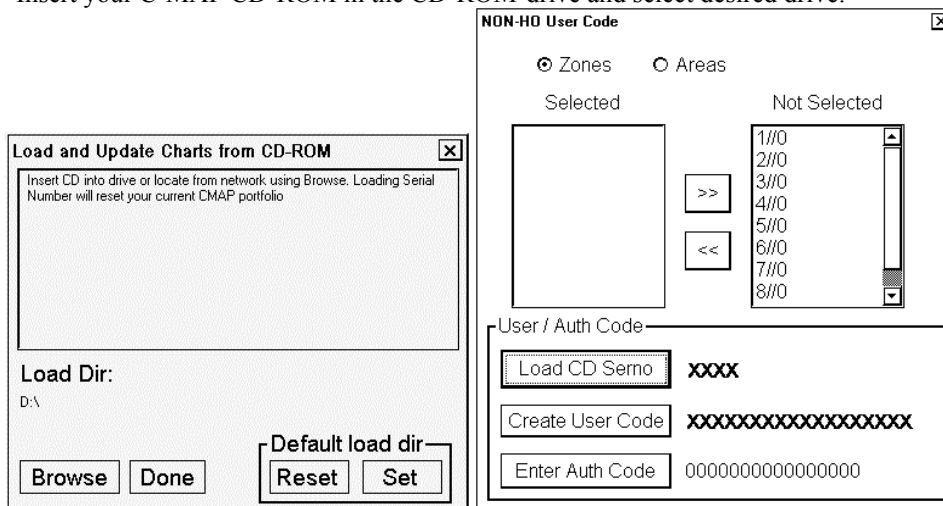 Insert your C-MAP CD-ROM in the CD-ROM drive and select desired drive.
Load and Update Charts from CD-ROM
Insert CD into drive or locate from network using Browse. Loading Serial
Number will reset your current CMAP portfolio
Load Dir:
D:\
Default load dir
Browse
Done
Reset
Set
NON-HO User Code
Zones
Areas
Selected
Not Selected
1//0
2//0
3//0
4//0
5//0
6//0
7//0
8//0
>>
<<
User / Auth Code
Load CD Serno XXXX
Create User Code XXXXXXXXXXXXXXXXXX
Enter Auth Code 0000000000000000